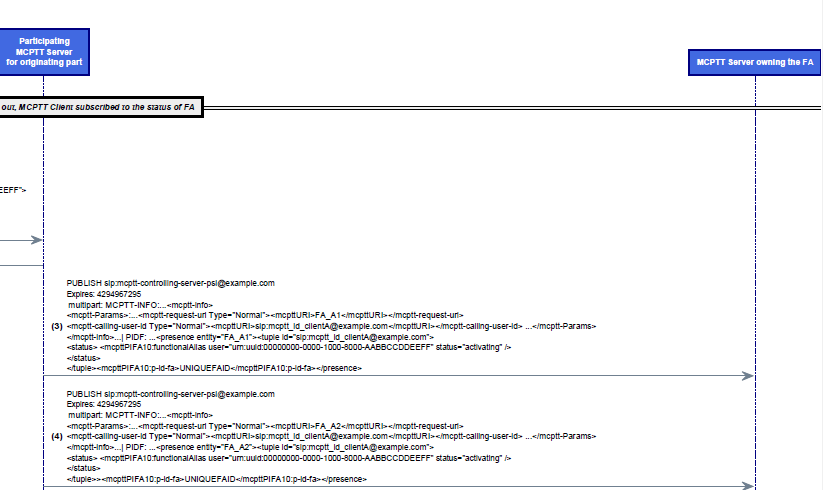 Participating
MCPTT Server
for originating part
MCPTT Server owning the FA
out, MCPTT Client subscribed to the status of FA
EEFF">
PUBLISH sip:mcptt-controlling-server-psi@example.com
Expires: 4294967295
multipart: MCPTT-INFO:...<mcptt-info>
<mcptt-Params>:...<mcptt-request-uri Type="Normal"><mcpttURI>FA_A1</mcpttURI></mcptt-request-uri>
(3) <mcptt-calling-user-id Type="Normal"><mcpttURI>sip:mcptt_id_clientA@example.com</mcpttURI></mcptt-calling-user-id> ...</mcptt-Params>
</mcptt-info>...| PIDF: ...<presence entity="FA_A1"><tuple id="sip:mcptt_id_clientA@example.com">
<status> <mcpttPIFA10:functionalAlias user="urn:uuid:00000000-0000-1000-8000-AABBCCDDEEFF" status="activating" />
</status>
</tuple><mcpttPIFA10:p-id-fa>UNIQUEFAID</mcpttPIFA10:p-id-fa></presence>
PUBLISH sip:mcptt-controlling-server-psi@example.com
Expires: 4294967295
multipart: MCPTT-INFO:...<mcptt-info>
<mcptt-Params>:...<mcptt-request-uri Type="Normal"><mcpttURI>FA_A2</mcpttURI></mcptt-request-uri>
(4) <mcptt-calling-user-id Type="Normal"><mcpttURI>sip:mcptt_id_clientA@example.com</mcpttURI></mcptt-calling-user-id> ...</mcptt-Params>
</mcptt-info>...| PIDF: ...<presence entity="FA_A2"><tuple id="sip:mcptt_id_clientA@example.com">
<status> <mcpttPIFA10:functionalAlias user="urn:uuid:00000000-0000-1000-8000-AABBCCDDEEFF" status="activating" />
</status>
</tuple>><mcpttPIFA10:p-id-fa>UNIQUEFAID</mcpttPIFA10:p-id-fa></presence>